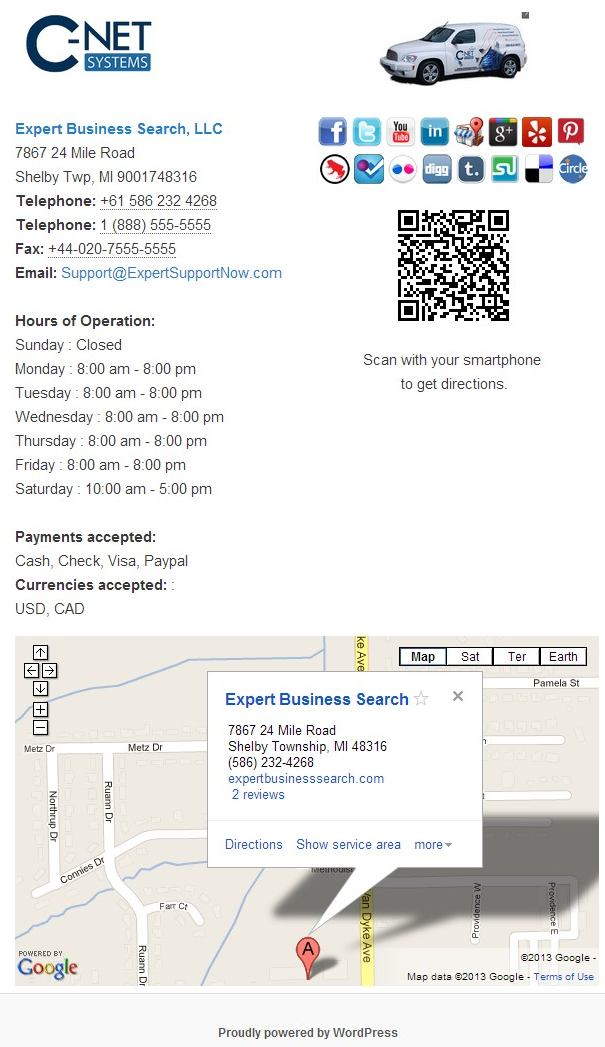 C-NET
SYSTEMS
C-NET
Expert Business Search, LLC
7867 24 Mile Road
Shelby Twp, MI 9001748316
Telephone: +61 586 232 4268
Telephone: 1 (888) 555-5555
Fax: +44-020-7555-5555
Email: Support@ExpertSupportNow.com
You
Tube
in
g+
digg
t.
Circle
Scan with your smartphone
to get directions.
Hours of Operation:
Sunday : Closed
Monday : 8:00 am - 8:00 pm
Tuesday : 8:00 am - 8:00 pm
Wednesday : 8:00 am - 8:00 pm
Thursday : 8:00 am - 8:00 pm
Friday : 8:00 am - 8:00 pm
Saturday : 10:00 am - 5:00 pm
Payments accepted:
Cash, Check, Visa, Paypal
Currencies accepted: :
USD, CAD
Map Sat Ter Earth
ke Ave
Pamela St
Expert Business Search
7867 24 Mile Road
Shelby Township, MI 48316
(586) 232-4268
expertbusinesssearch.com
2 reviews
Directions Show service area more
Metz Dr
Metz Dr
Northrup Dr
Ruann Dr
Connies Dr
Farr Ct
Ruann Dr
Methodist
Van Dyke Ave
Providence W
Providence E
A
POWERED BY
Google
©2013 Google -
Map data ©2013 Google - Terms of Use
Proudly powered by WordPress